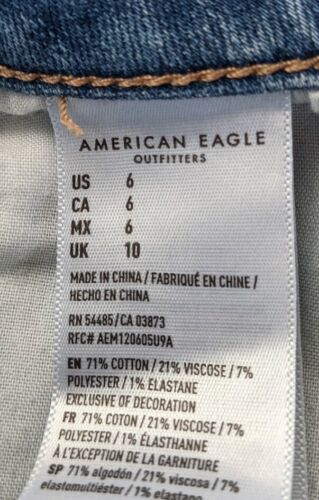 AMERICAN EAGLE
OUTFITTERS
US 6
CA 6
MX 6
UK 10
MADE IN CHINA / FABRIQUÉ EN CHINE /
HECHO EN CHINA
RN 54485/CA 03873
RFC# AEM120605U9A
EN 71% COTTON / 21% VISCOSE / 7%
POLYESTER / 1% ELASTANE
EXCLUSIVE OF DECORATION
FR 71% COTON / 21% VISCOSE / 7%
POLYESTER / 1% ÉLASTHANNE
À L'EXCEPTION DE LA GARNITURE
SP 71% algodón / 21% viscosa / 7%
elastomultiéster / 1% elastano